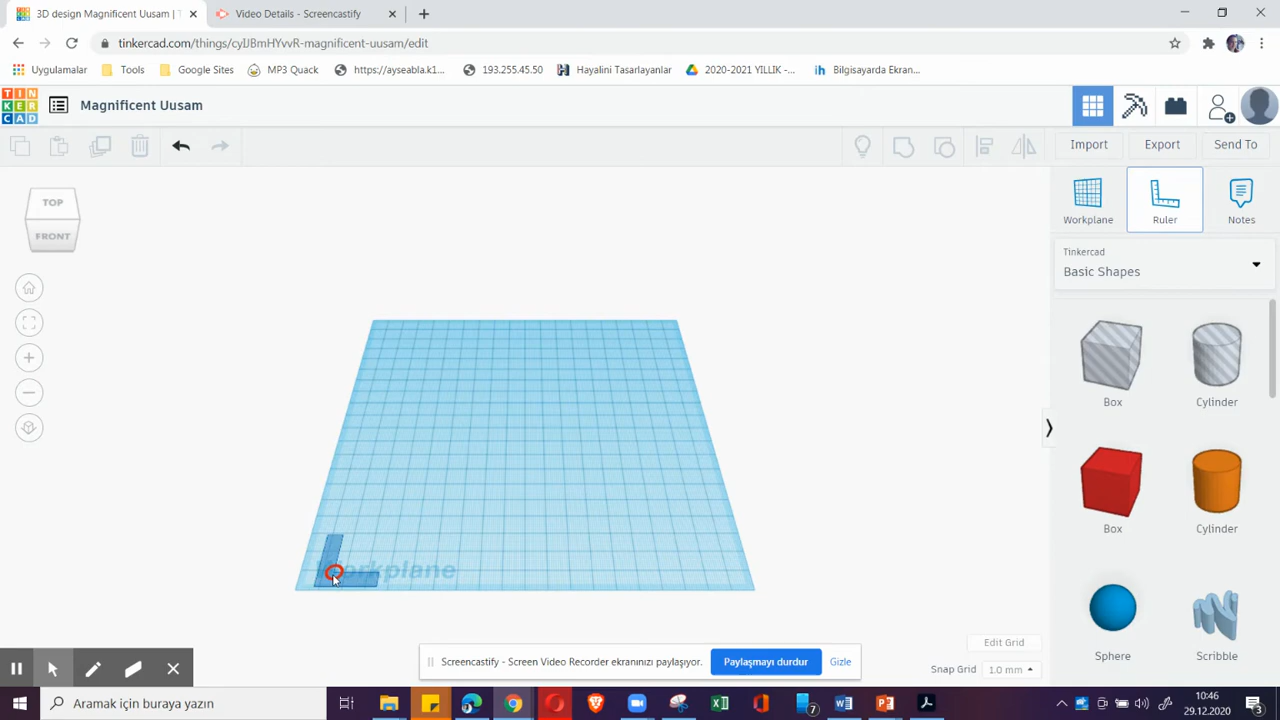 3D design Magnificent Uusam | T
Video Details - Screencastify
tinkercad.com/things/cyIJBmHYvvR-magnificent-uusam/edit
Uygulamalar
Tools
Google Sites
MP3 Quack
https://ayseabla.k1...
193.255.45.50
Hayalini Tasarlayanlar
2020-2021 YILLIK -...
Bilgisayarda Ekran...
TIN
KER
CAD
Magnificent Uusam
Import
Export
Send To
TOP
FRONT
Workplane
Ruler
Notes
Tinkercad
Basic Shapes
Box
Cylinder
Box
Cylinder
Sphere
Scribble
Workplane
Edit Grid
Snap Grid
1.0 mm
Screencastify - Screen Video Recorder ekranınızı paylaşıyor.
Paylaşmayı durdur
Gizle
Aramak için buraya yazın
7
10:46
29.12.2020
3